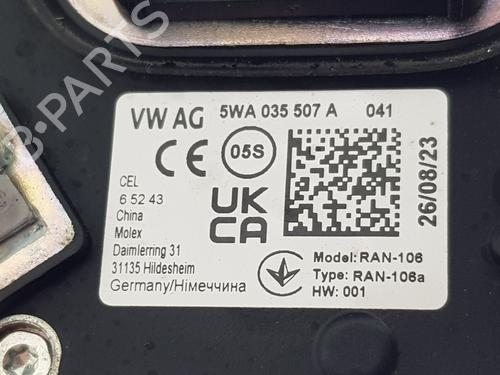 VW AG 5WA 035 507 A 041
CE 05S
CEL
6 52 43
China
Molex
Daimlerring 31
31135 Hildesheim
Germany/Німеччина
UK
CA
26/08/23
Model: RAN-106
Type: RAN-106a
HW: 001